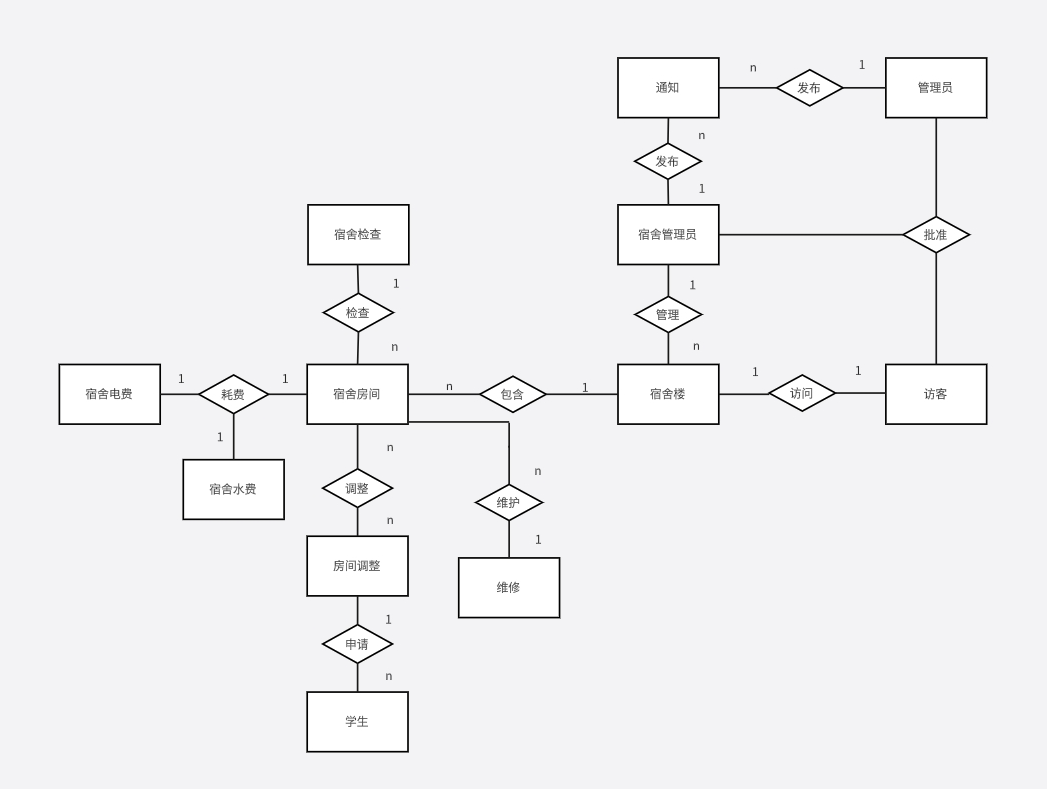 通知
n
发布
1
管理员
n
发布
1
宿舍检查
宿舍管理员
批准
1
检查
n
1
管理
n
宿舍电费
1
耗费
1
宿舍房间
n
包含
1
宿舍楼
1
访问
1
访客
1
宿舍水费
n
调整
n
n
维护
1
房间调整
维修
1
申请
n
学生